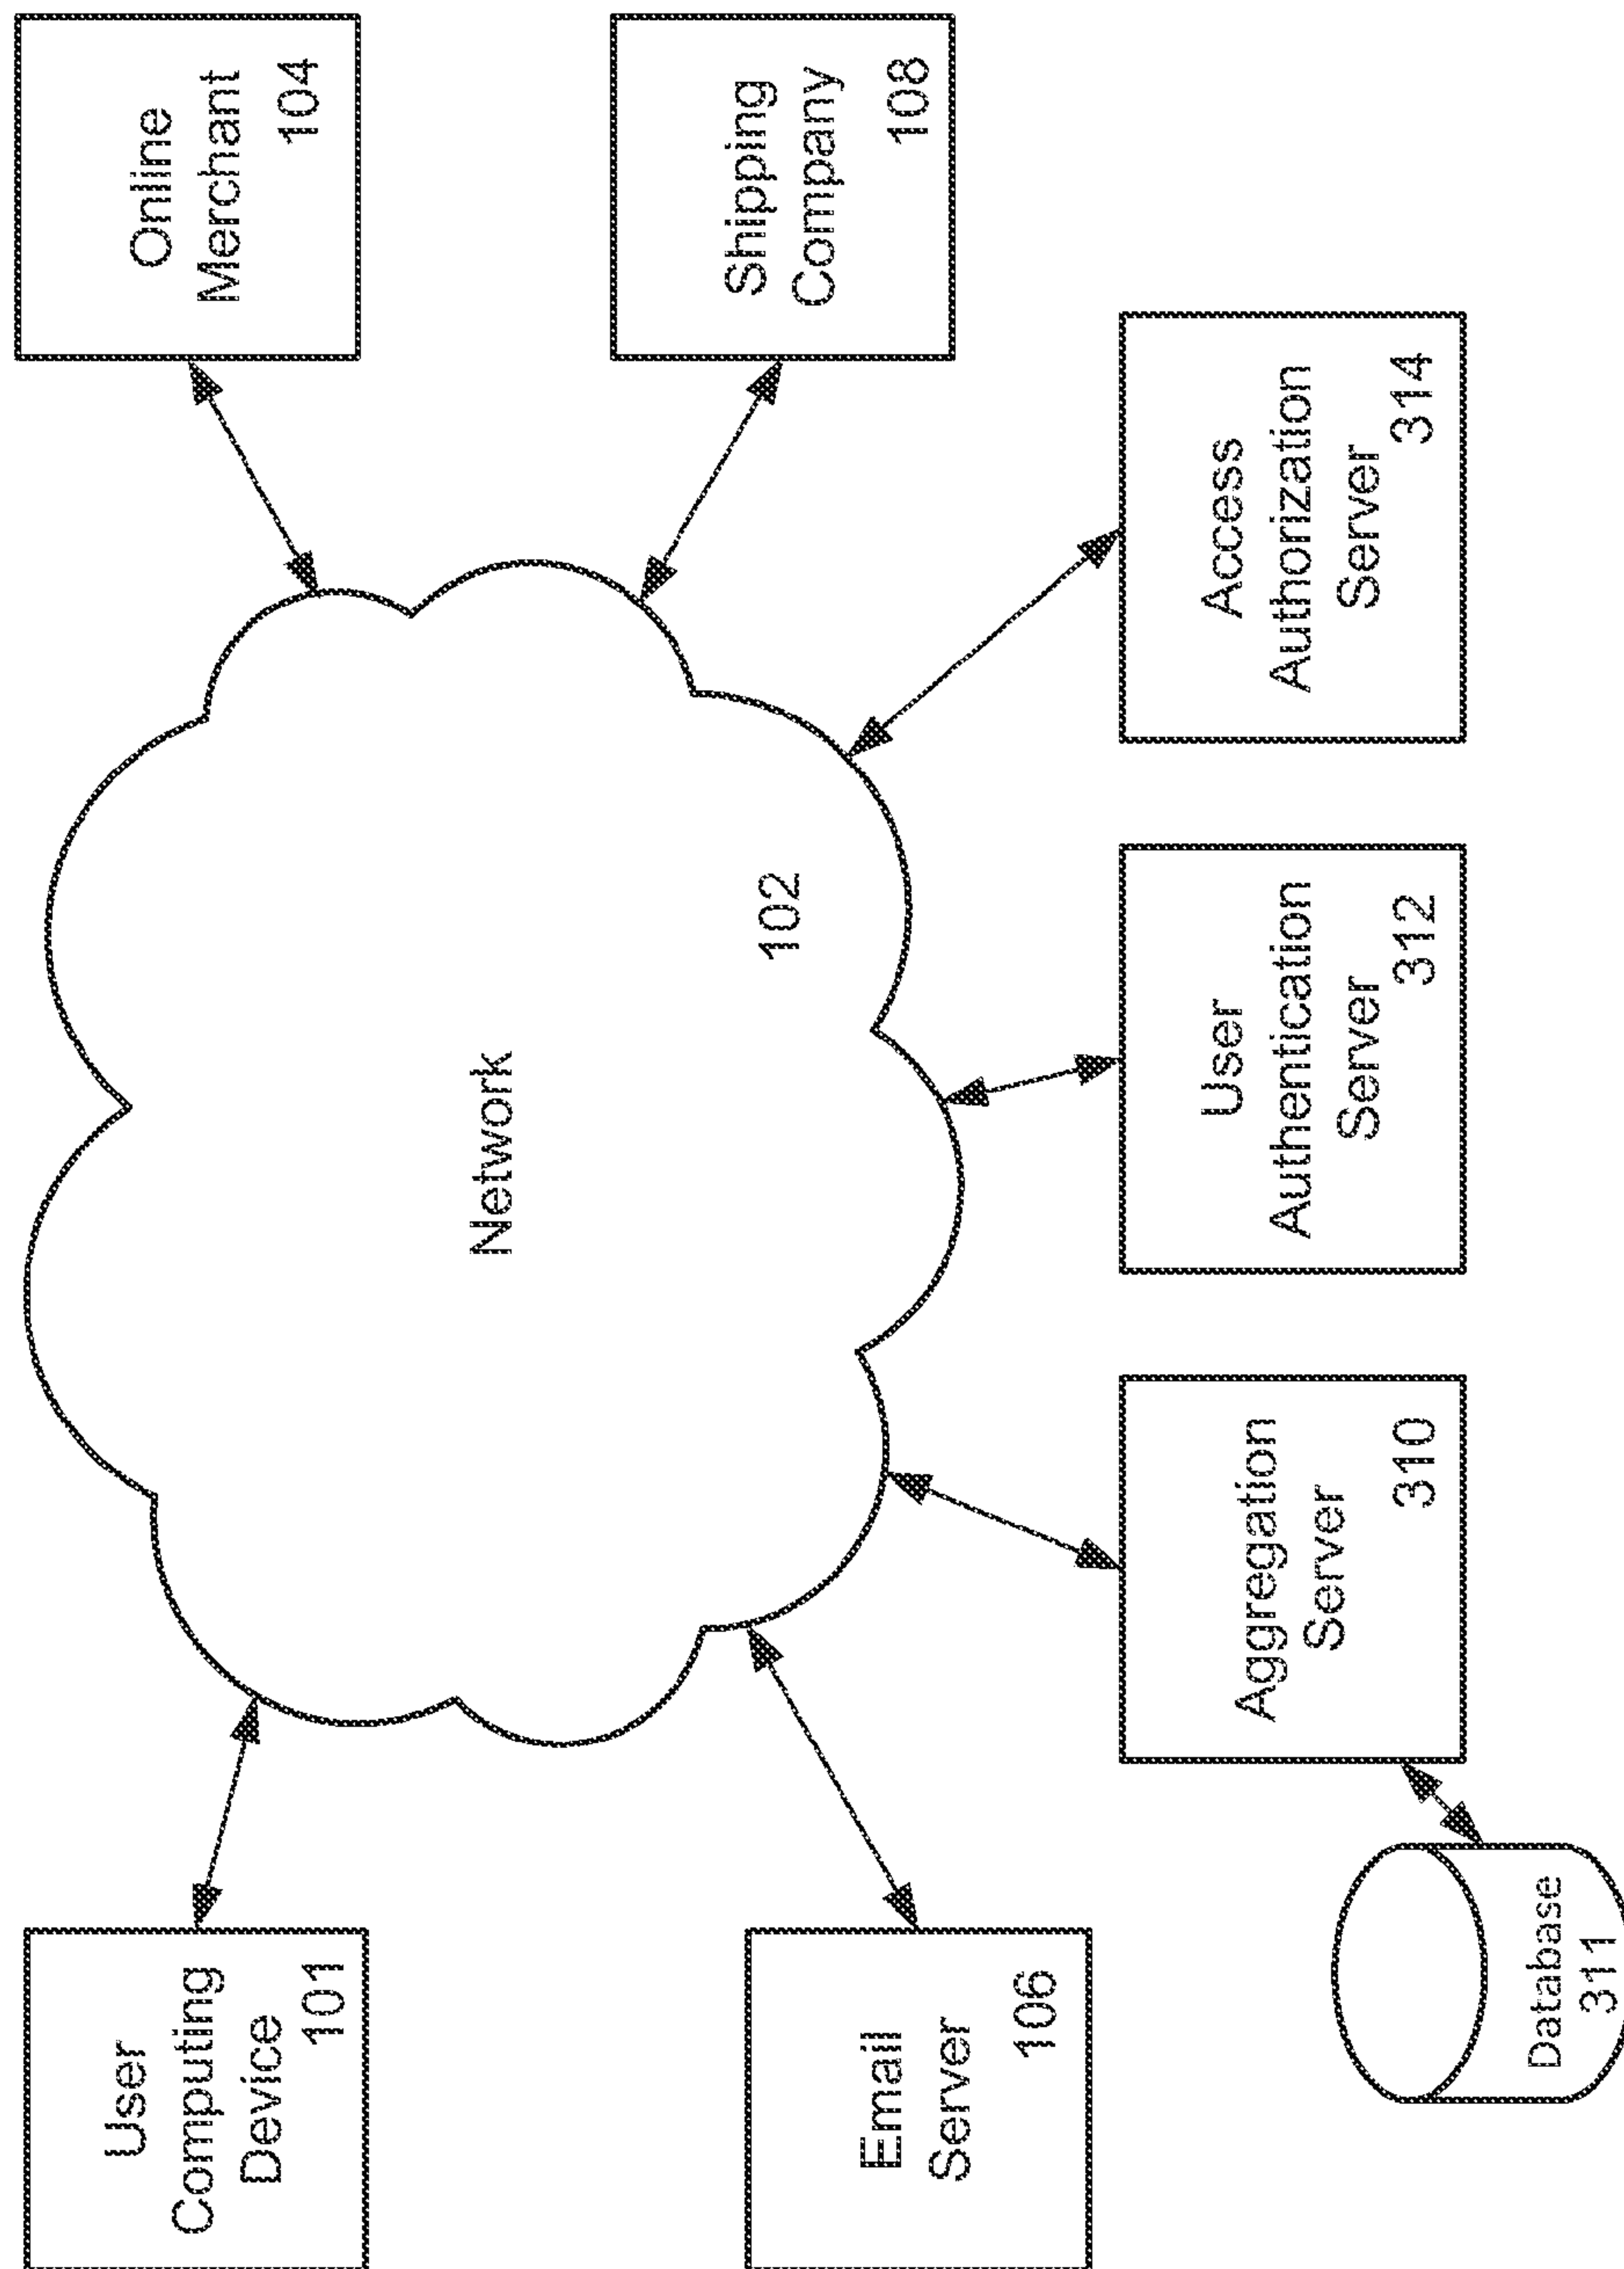 User
Computing
Device
101
Online
Merchant
104
Network
102
Email
Server
106
Shipping
Company
108
Aggregation
Server
310
User
Authentication
Server
312
Access
Authorization
Server
314
Database
311